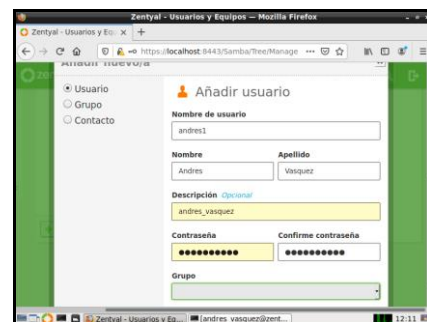 Zentyal - Usuarios y Equipos — Mozilla Firefox
Zentyal - Usuarios y Eq
https://localhost:8443/Samba/Tree/Manage
Añadir nuevo/a
Usuario
Grupo
Contacto
Añadir usuario
Nombre de usuario
andres1
Nombre Apellido
Andres Vasquez
Descripción Opcional
andres_vasquez
Contraseña Confirme contraseña
Grupo
Zentyal - Usuarios y Eq... [andres_vasquez@zent... 12:11